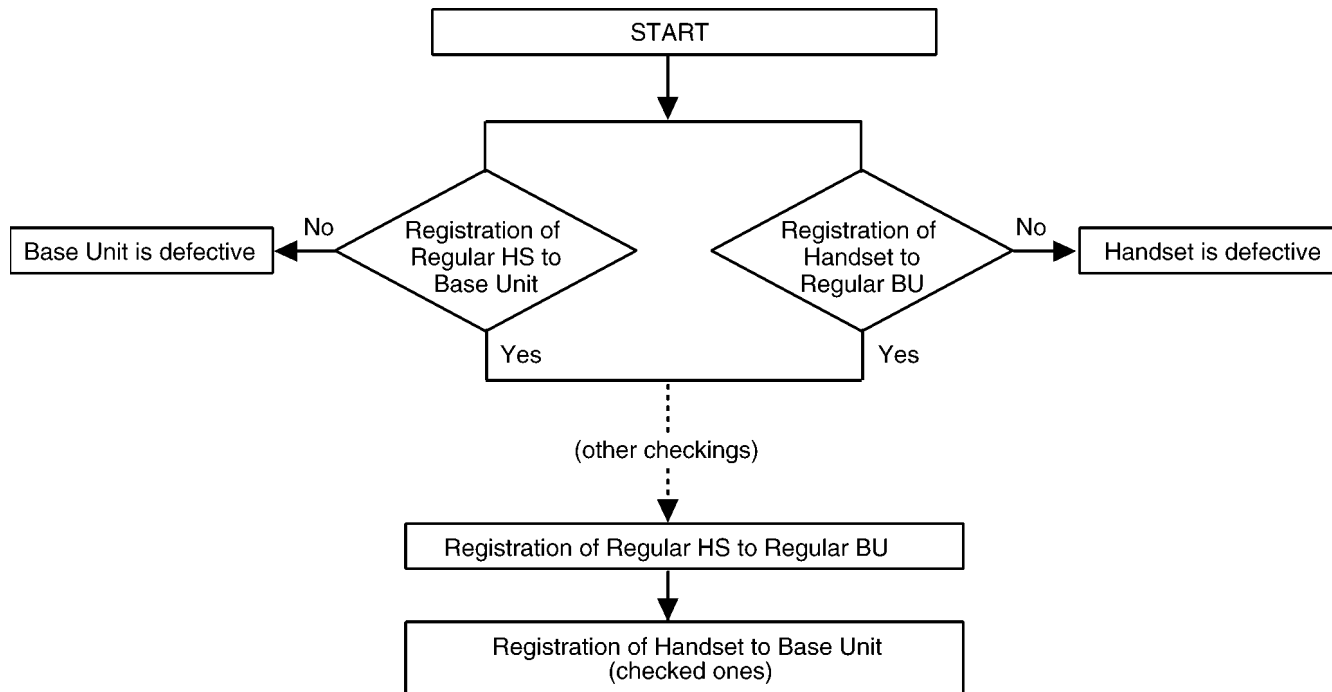 START
No
Registration of
Regular HS to
Base Unit
Registration of
Handset to
Regular BU
No
Base Unit is defective
Handset is defective
Yes
Yes
(other checkings)
Registration of Regular HS to Regular BU
Registration of Handset to Base Unit
(checked ones)